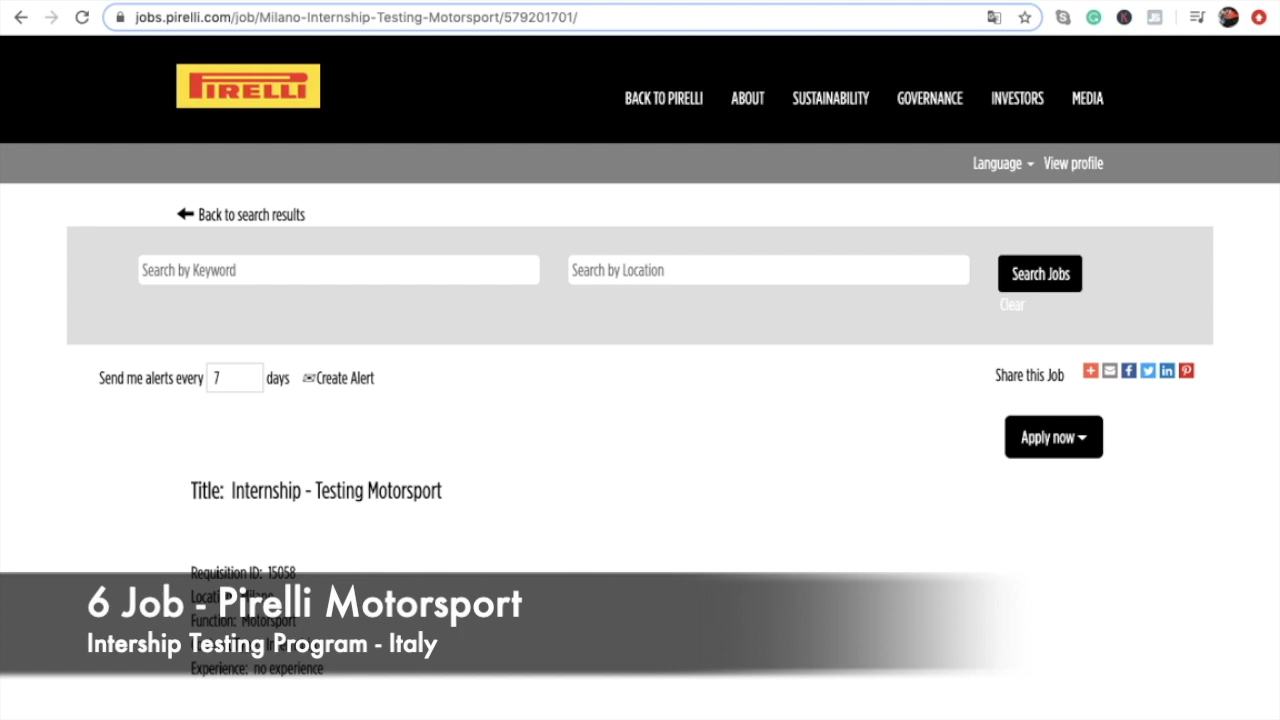 jobs.pirelli.com/job/Milano-Internship-Testing-Motorsport/579201701/
PIRELLI
BACK TO PIRELLI ABOUT SUSTAINABILITY GOVERNANCE INVESTORS MEDIA
Language View profile
Back to search results
Search by Keyword Search by Location Search Jobs
Clear
Send me alerts every 7 days Create Alert
Share this Job
Apply now
Title: Internship - Testing Motorsport
Requisition ID: 15058
Location: Milano
Function: Motorsport
Experience: no experience
6 Job - Pirelli Motorsport
Intership Testing Program - Italy